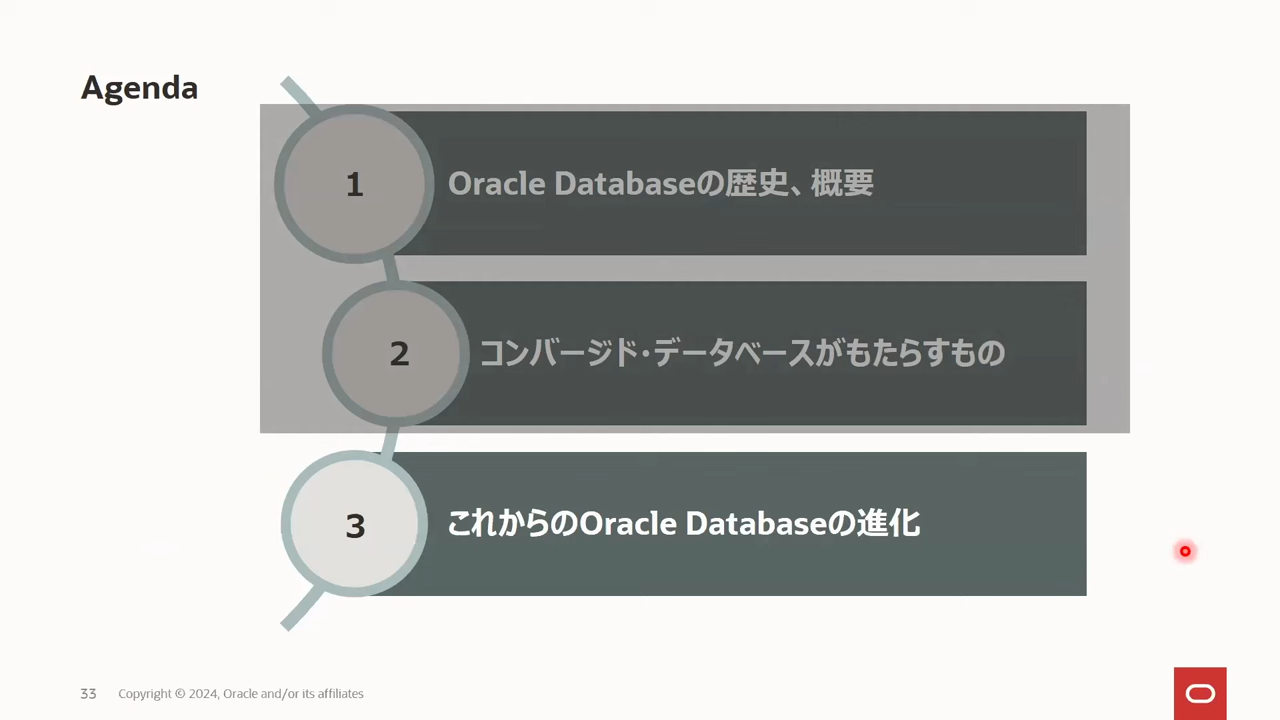 Agenda
1
Oracle Databaseの歴史、概要
2
コンバージド・データベースがもたらすもの
3
これからのOracle Databaseの進化
33 Copyright © 2024, Oracle and/or its affiliates